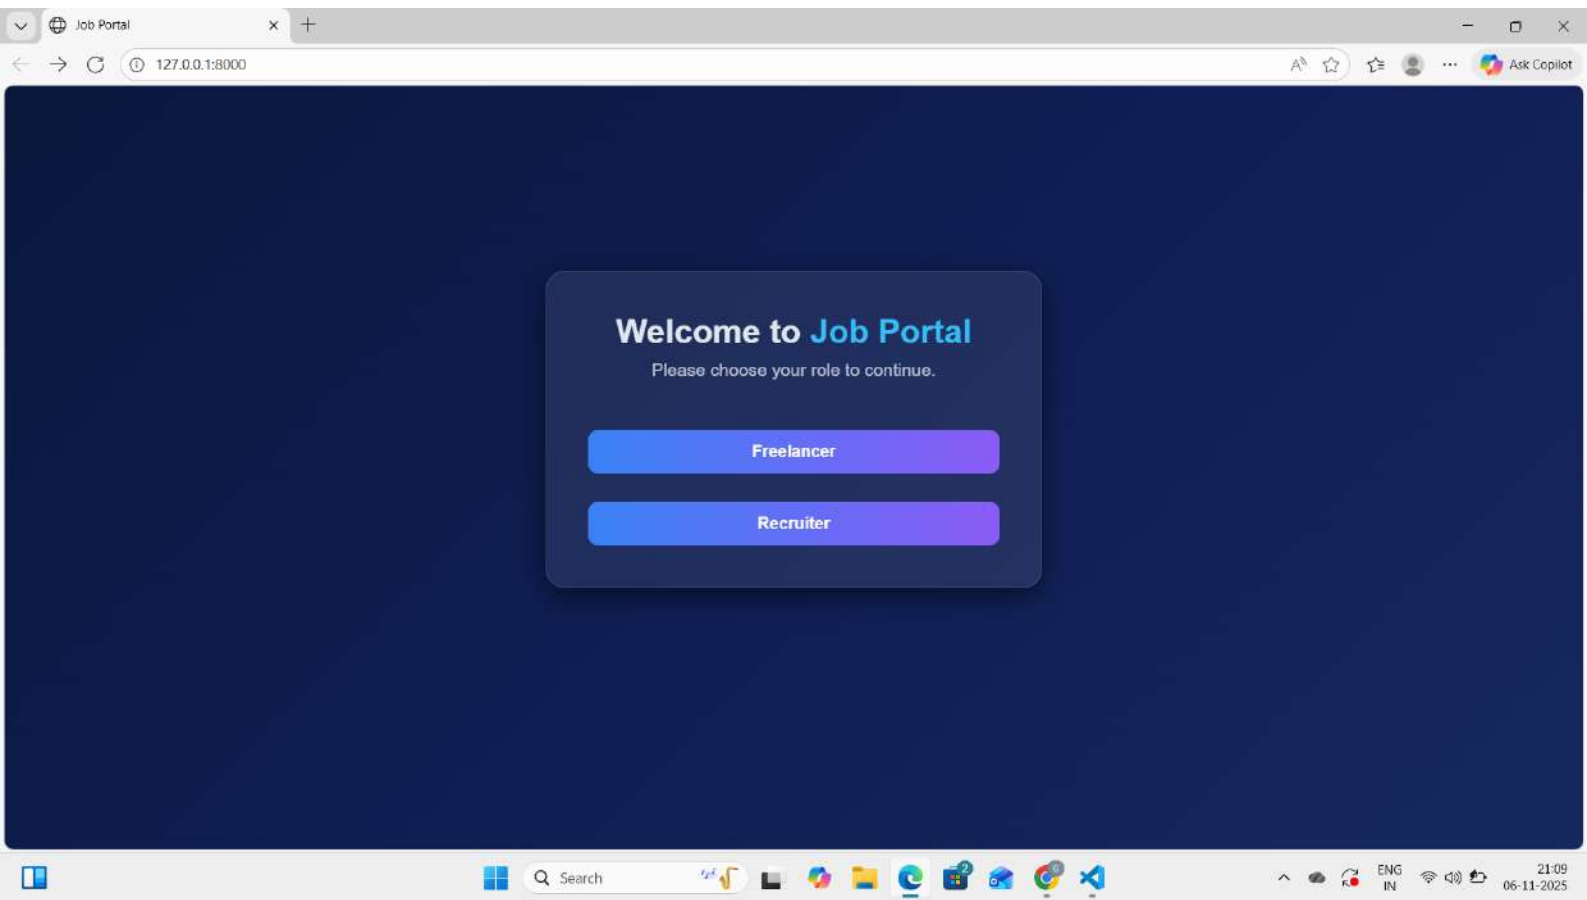 Job Portal
127.0.0.1:8000
Ask Copilot
Welcome to Job Portal
Please choose your role to continue.
Freelancer
Recruiter
Search
2
ENG
IN
21:09
06-11-2025